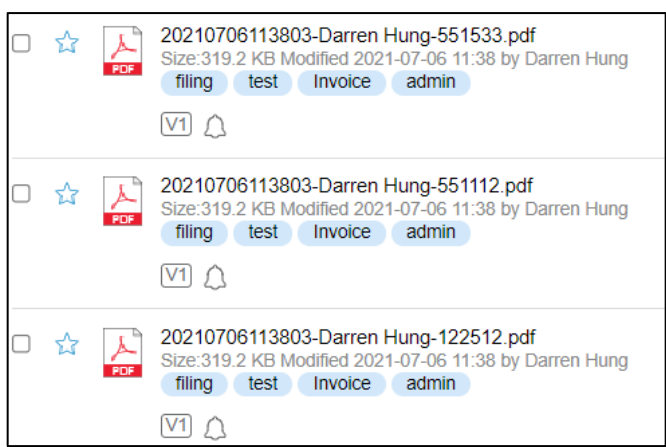 20210706113803-Darren Hung-551533.pdf
PDF
Size:319.2 KB Modified 2021-07-06 11:38 by Darren Hung
filing test Invoice admin
V1
20210706113803-Darren Hung-551112.pdf
PDF
Size:319.2 KB Modified 2021-07-06 11:38 by Darren Hung
filing test Invoice admin
V1
20210706113803-Darren Hung-122512.pdf
PDF
Size:319.2 KB Modified 2021-07-06 11:38 by Darren Hung
filing test Invoice admin
V1